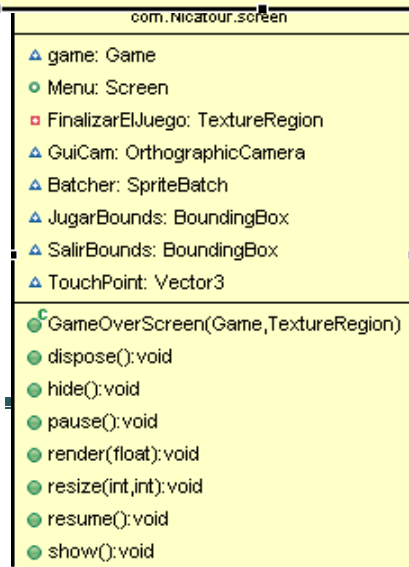 com.Nicatour.screen
game: Game
Menu: Screen
FinalizarElJuego: TextureRegion
GuiCam: OrthographicCamera
Batcher: SpriteBatch
JugarBounds: BoundingBox
SalirBounds: BoundingBox
TouchPoint: Vector3
C GameOverScreen(Game,TextureRegion)
dispose():void
hide():void
pause():void
render(float):void
resize(int,int):void
resume():void
show():void